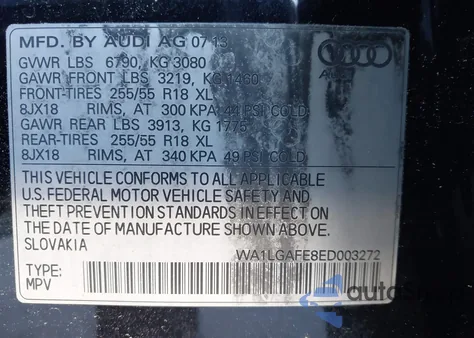 MFD. BY AUDI AG 07/13
GVWR LBS 6790, KG 3080
GAWR FRONT LBS 3219, KG 1460
FRONT-TIRES 255/55 R18 XL
8JX18 RIMS, AT 300 KPA 44 PSI COLD
GAWR REAR LBS 3913, KG 1775
REAR-TIRES 255/55 R18 XL
8JX18 RIMS, AT 340 KPA 49 PSI COLD
THIS VEHICLE CONFORMS TO ALL APPLICABLE
U.S. FEDERAL MOTOR VEHICLE SAFETY AND
THEFT PREVENTION STANDARDS IN EFFECT ON
THE DATE OF MANUFACTURE SHOWN ABOVE.
SLOVAKIA
WA1LGAFE8ED003272
TYPE:
MPV